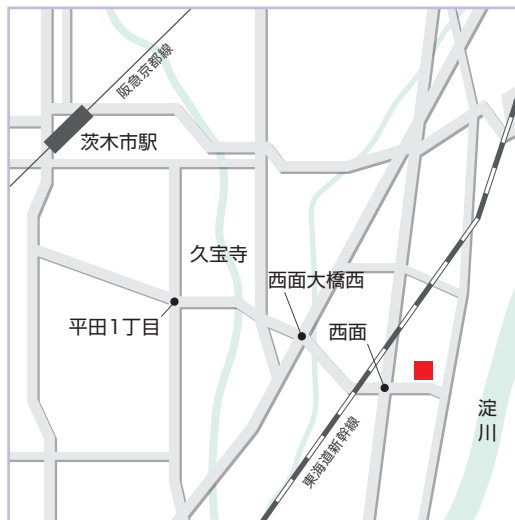 阪急京都線
茨木市駅
久宝寺
西面大橋西
平田1丁目
西面
淀川
東海道新幹線